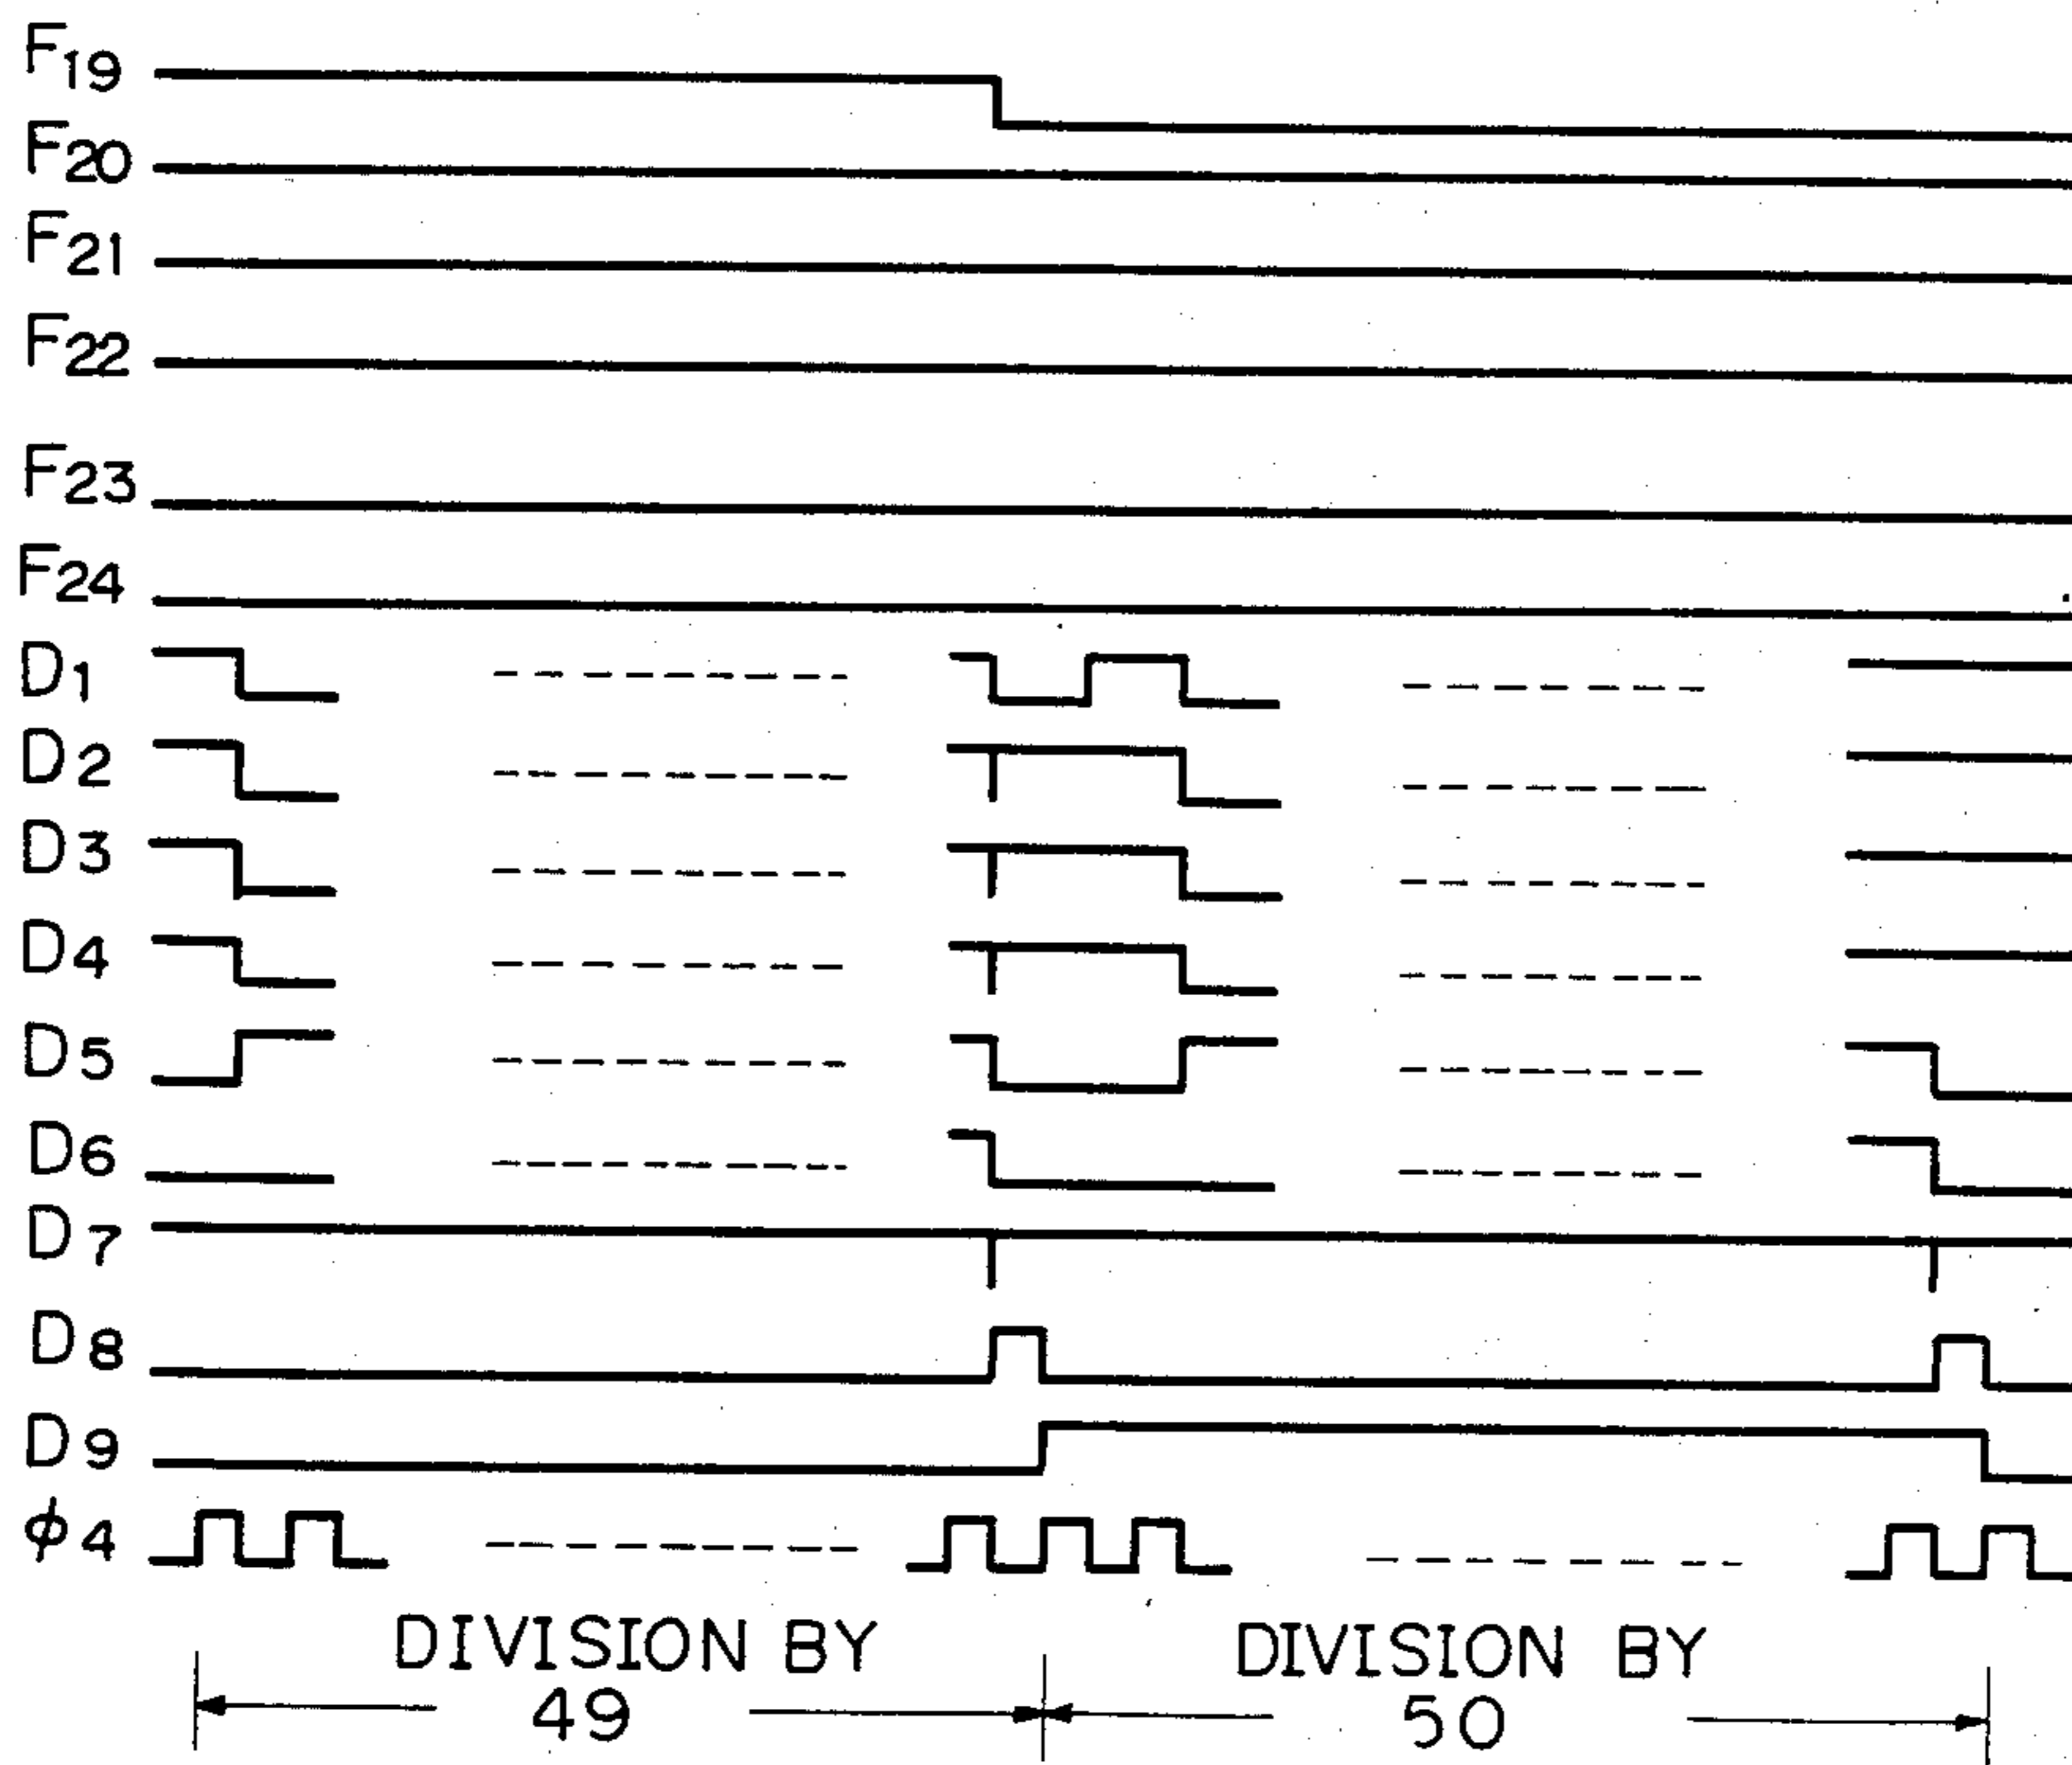 F19
F20
F21
F22
F23
F24
D1
D2
D3
D4
D5
D6
D7
D8
D9
ϕ4
DIVISION BY 49
DIVISION BY 50